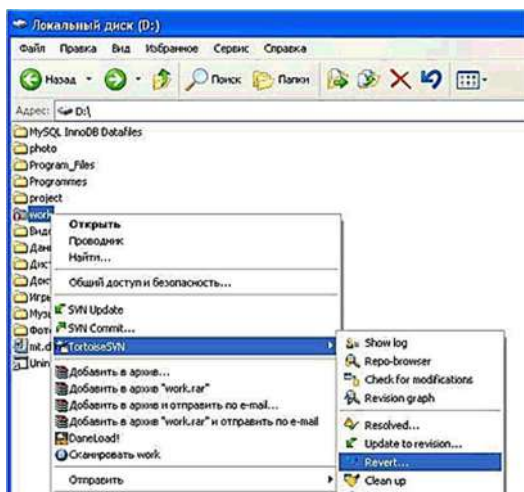 Локальный диск (D:)
Файл Правка Вид Избранное Сервис Справка
Назад Поиск Папки
Адрес: D:\
MySQL InnoDB Datafiles
photo
Program_Files
Programmes
project
work
Открыть
Проводник
Найти...
Общий доступ и безопасность...
SVN Update
SVN Commit...
TortoiseSVN
Добавить в архив...
Добавить в архив "work.rar"
Добавить в архив и отправить по e-mail...
Добавить в архив "work.rar" и отправить по e-mail
DaneLoad!
Сканировать work
Отправить
Show log
Repo-browser
Check for modifications
Revision graph
Resolved...
Update to revision...
Revert...
Clean up